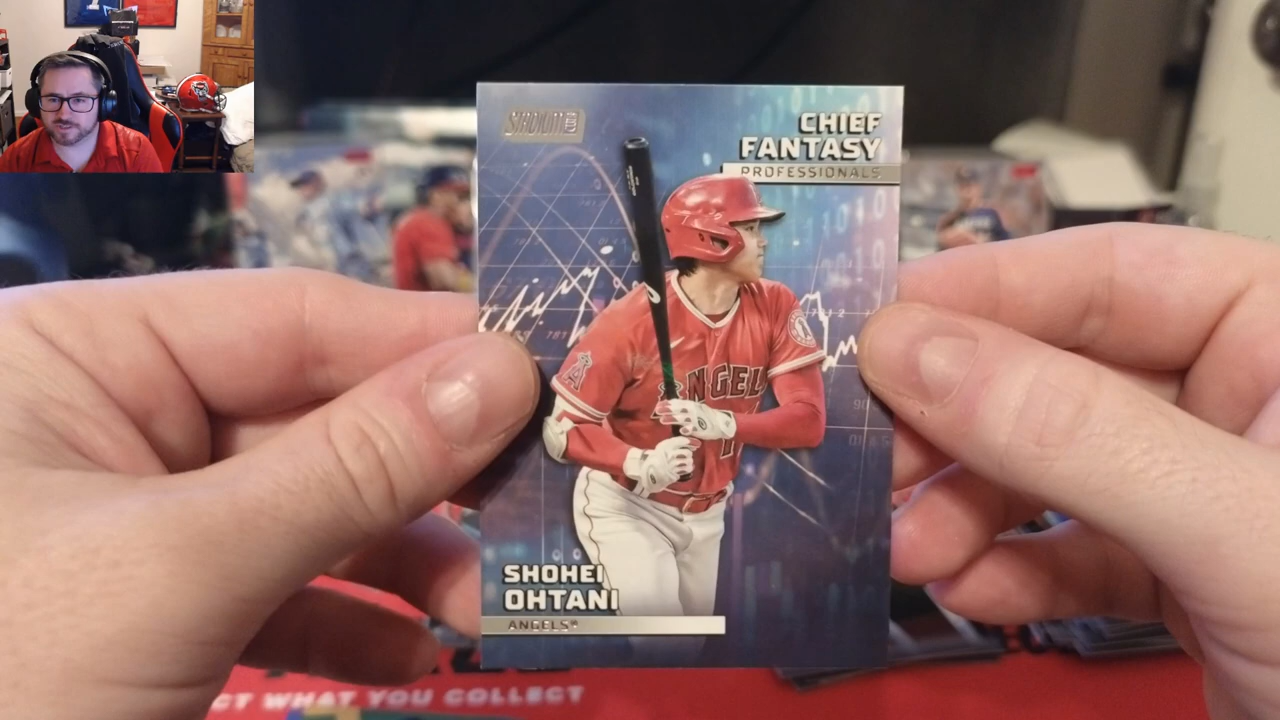 STADIUM CLUB
CHIEF
FANTASY
PROFESSIONALS
ANGELS
SHOHEI
OHTANI
ANGELS®
CT WHAT YOU COLLECT